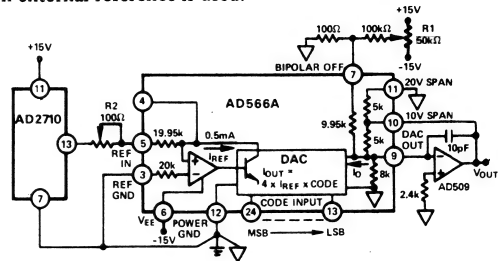 n external reference is used.
100Ω
100kΩ
R1
50kΩ
+15V
-15V
+15V
BIPOLAR OFF
7
11
20V SPAN
4
AD566A
5k
10
10V SPAN
AD2710
R2
100Ω
9.95k
5k
DAC
OUT
13
5
19.95k
0.5mA
9
10pF
REF
IN
IREF
DAC
IO
8k
VOUT
3
20k
IOUT =
4 x IREF x CODE
AD509
REF
GND
2.4k
CODE INPUT
7
6
12
24
13
VEE
-15V
POWER
GND
MSB
LSB